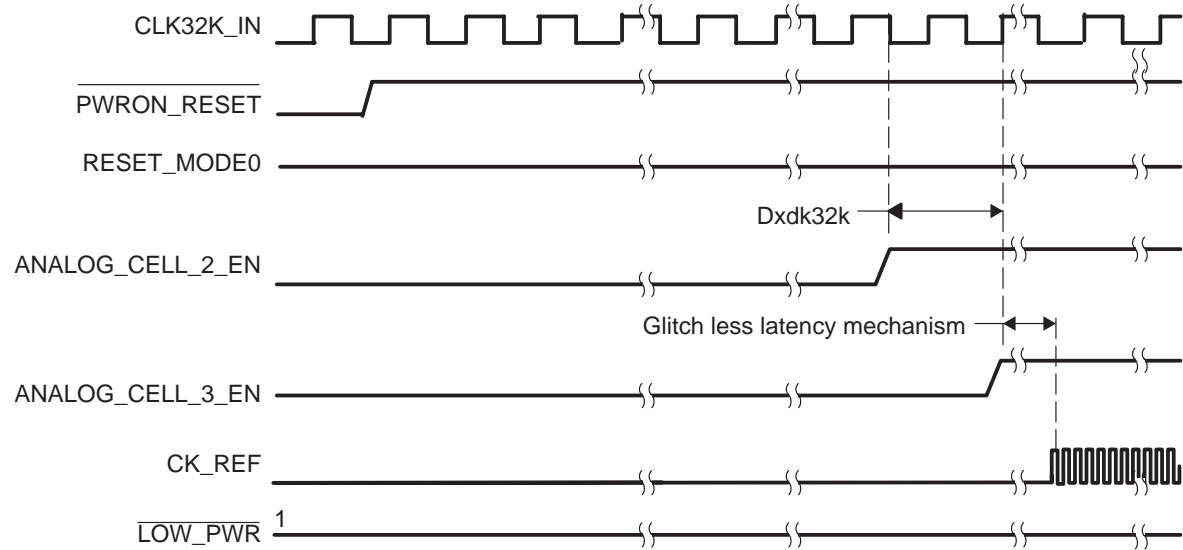 CLK32K_IN
PWRON_RESET
RESET_MODE0
Dxdk32k
ANALOG_CELL_2_EN
Glitch less latency mechanism
ANALOG_CELL_3_EN
CK_REF
LOW_PWR 1